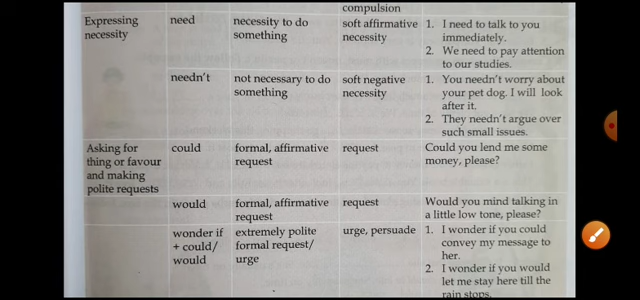 compulsion
Expressing need necessity to do soft affirmative 1. I need to talk to you
necessity something necessity immediately.
2. We need to pay attention
to our studies.
needn't not necessary to do soft negative 1. You needn't worry about
something necessity your pet dog. I will look
after it.
2. They needn't argue over
such small issues.
Asking for could formal, affirmative request Could you lend me some
thing or favour request money, please?
and making
polite requests
would formal, affirmative request Would you mind talking in
request a little low tone, please?
wonder if extremely polite urge, persuade 1. I wonder if you could
+ could/ formal request/ convey my message to
would urge her.
2. I wonder if you would
let me stay here till the
rain stops.